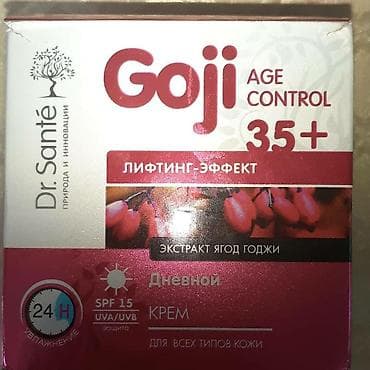 Dr. Santé
ПРИРОДА И ИННОВАЦИИ
Goji
AGE
CONTROL
35+
ЛИФТИНГ-ЭФФЕКТ
ЭКСТРАКТ ЯГОД ГОДЖИ
24H
УВЛАЖНЕНИЕ
SPF 15
UVA/UVB
защита
Дневной
КРЕМ
ДЛЯ ВСЕХ ТИПОВ КОЖИ